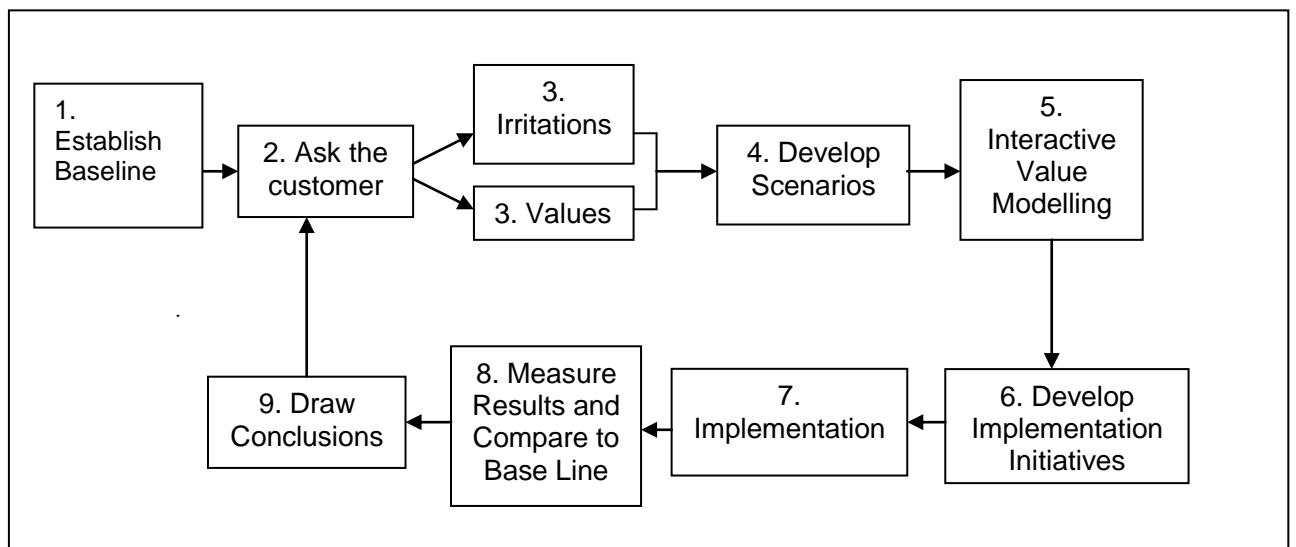 1.
Establish
Baseline
2. Ask the
customer
3.
Irritations
3. Values
4. Develop
Scenarios
5.
Interactive
Value
Modelling
6. Develop
Implementation
Initiatives
7.
Implementation
8. Measure
Results and
Compare to
Base Line
9. Draw
Conclusions